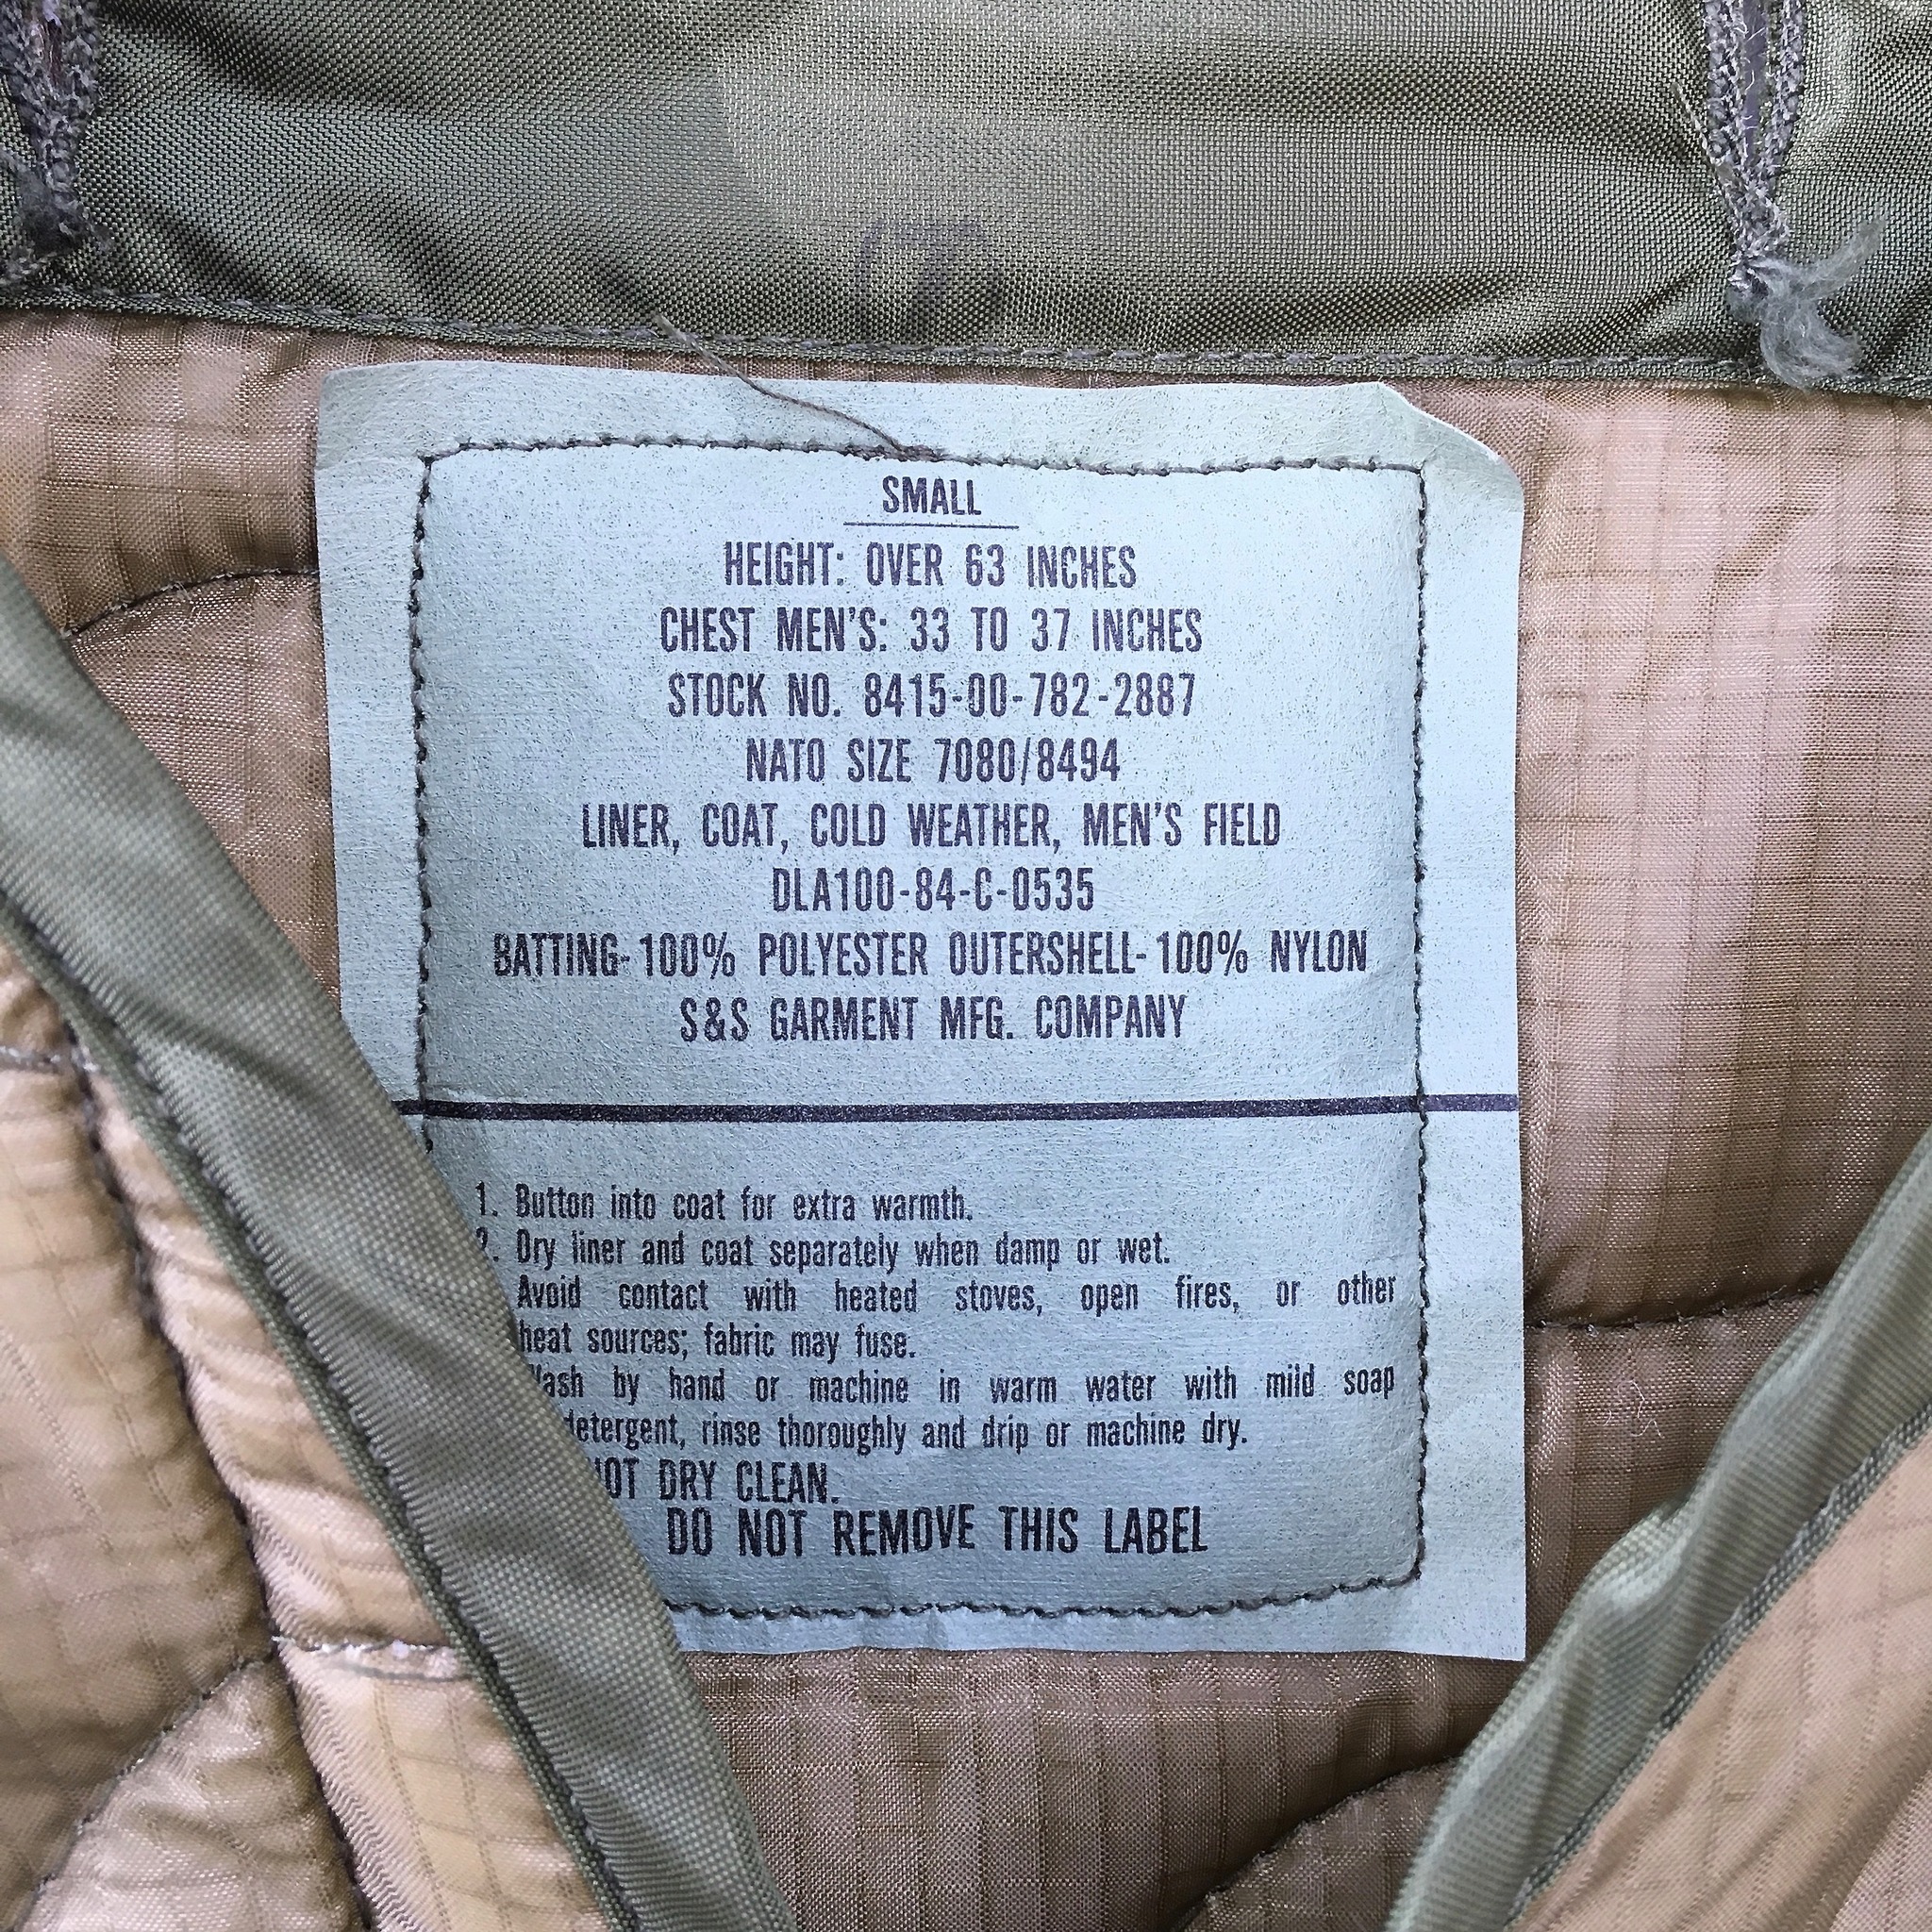 SMALL
HEIGHT: OVER 63 INCHES
CHEST MEN'S: 33 TO 37 INCHES
STOCK NO. 8415-00-782-2887
NATO SIZE 7080/8494
LINER, COAT, COLD WEATHER, MEN'S FIELD
DLA100-84-C-0535
BATTING-100% POLYESTER OUTERSHELL-100% NYLON
S&S GARMENT MFG. COMPANY
1. Button into coat for extra warmth.
2. Dry liner and coat separately when damp or wet.
Avoid contact with heated stoves, open fires, or other
heat sources; fabric may fuse.
Wash by hand or machine in warm water with mild soap
detergent, rinse thoroughly and drip or machine dry.
NOT DRY CLEAN.
DO NOT REMOVE THIS LABEL